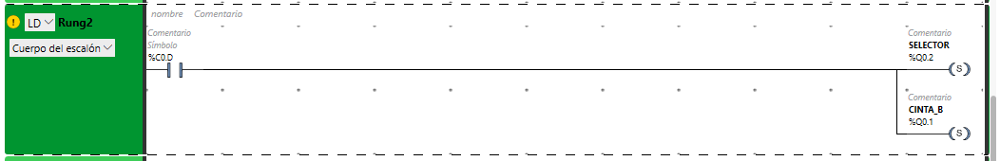 LD Rung2
Cuerpo del escalón
nombre Comentario
Comentario
Símbolo
%C0.D
Comentario
SELECTOR
%Q0.2
S
Comentario
CINTA_B
%Q0.1
S